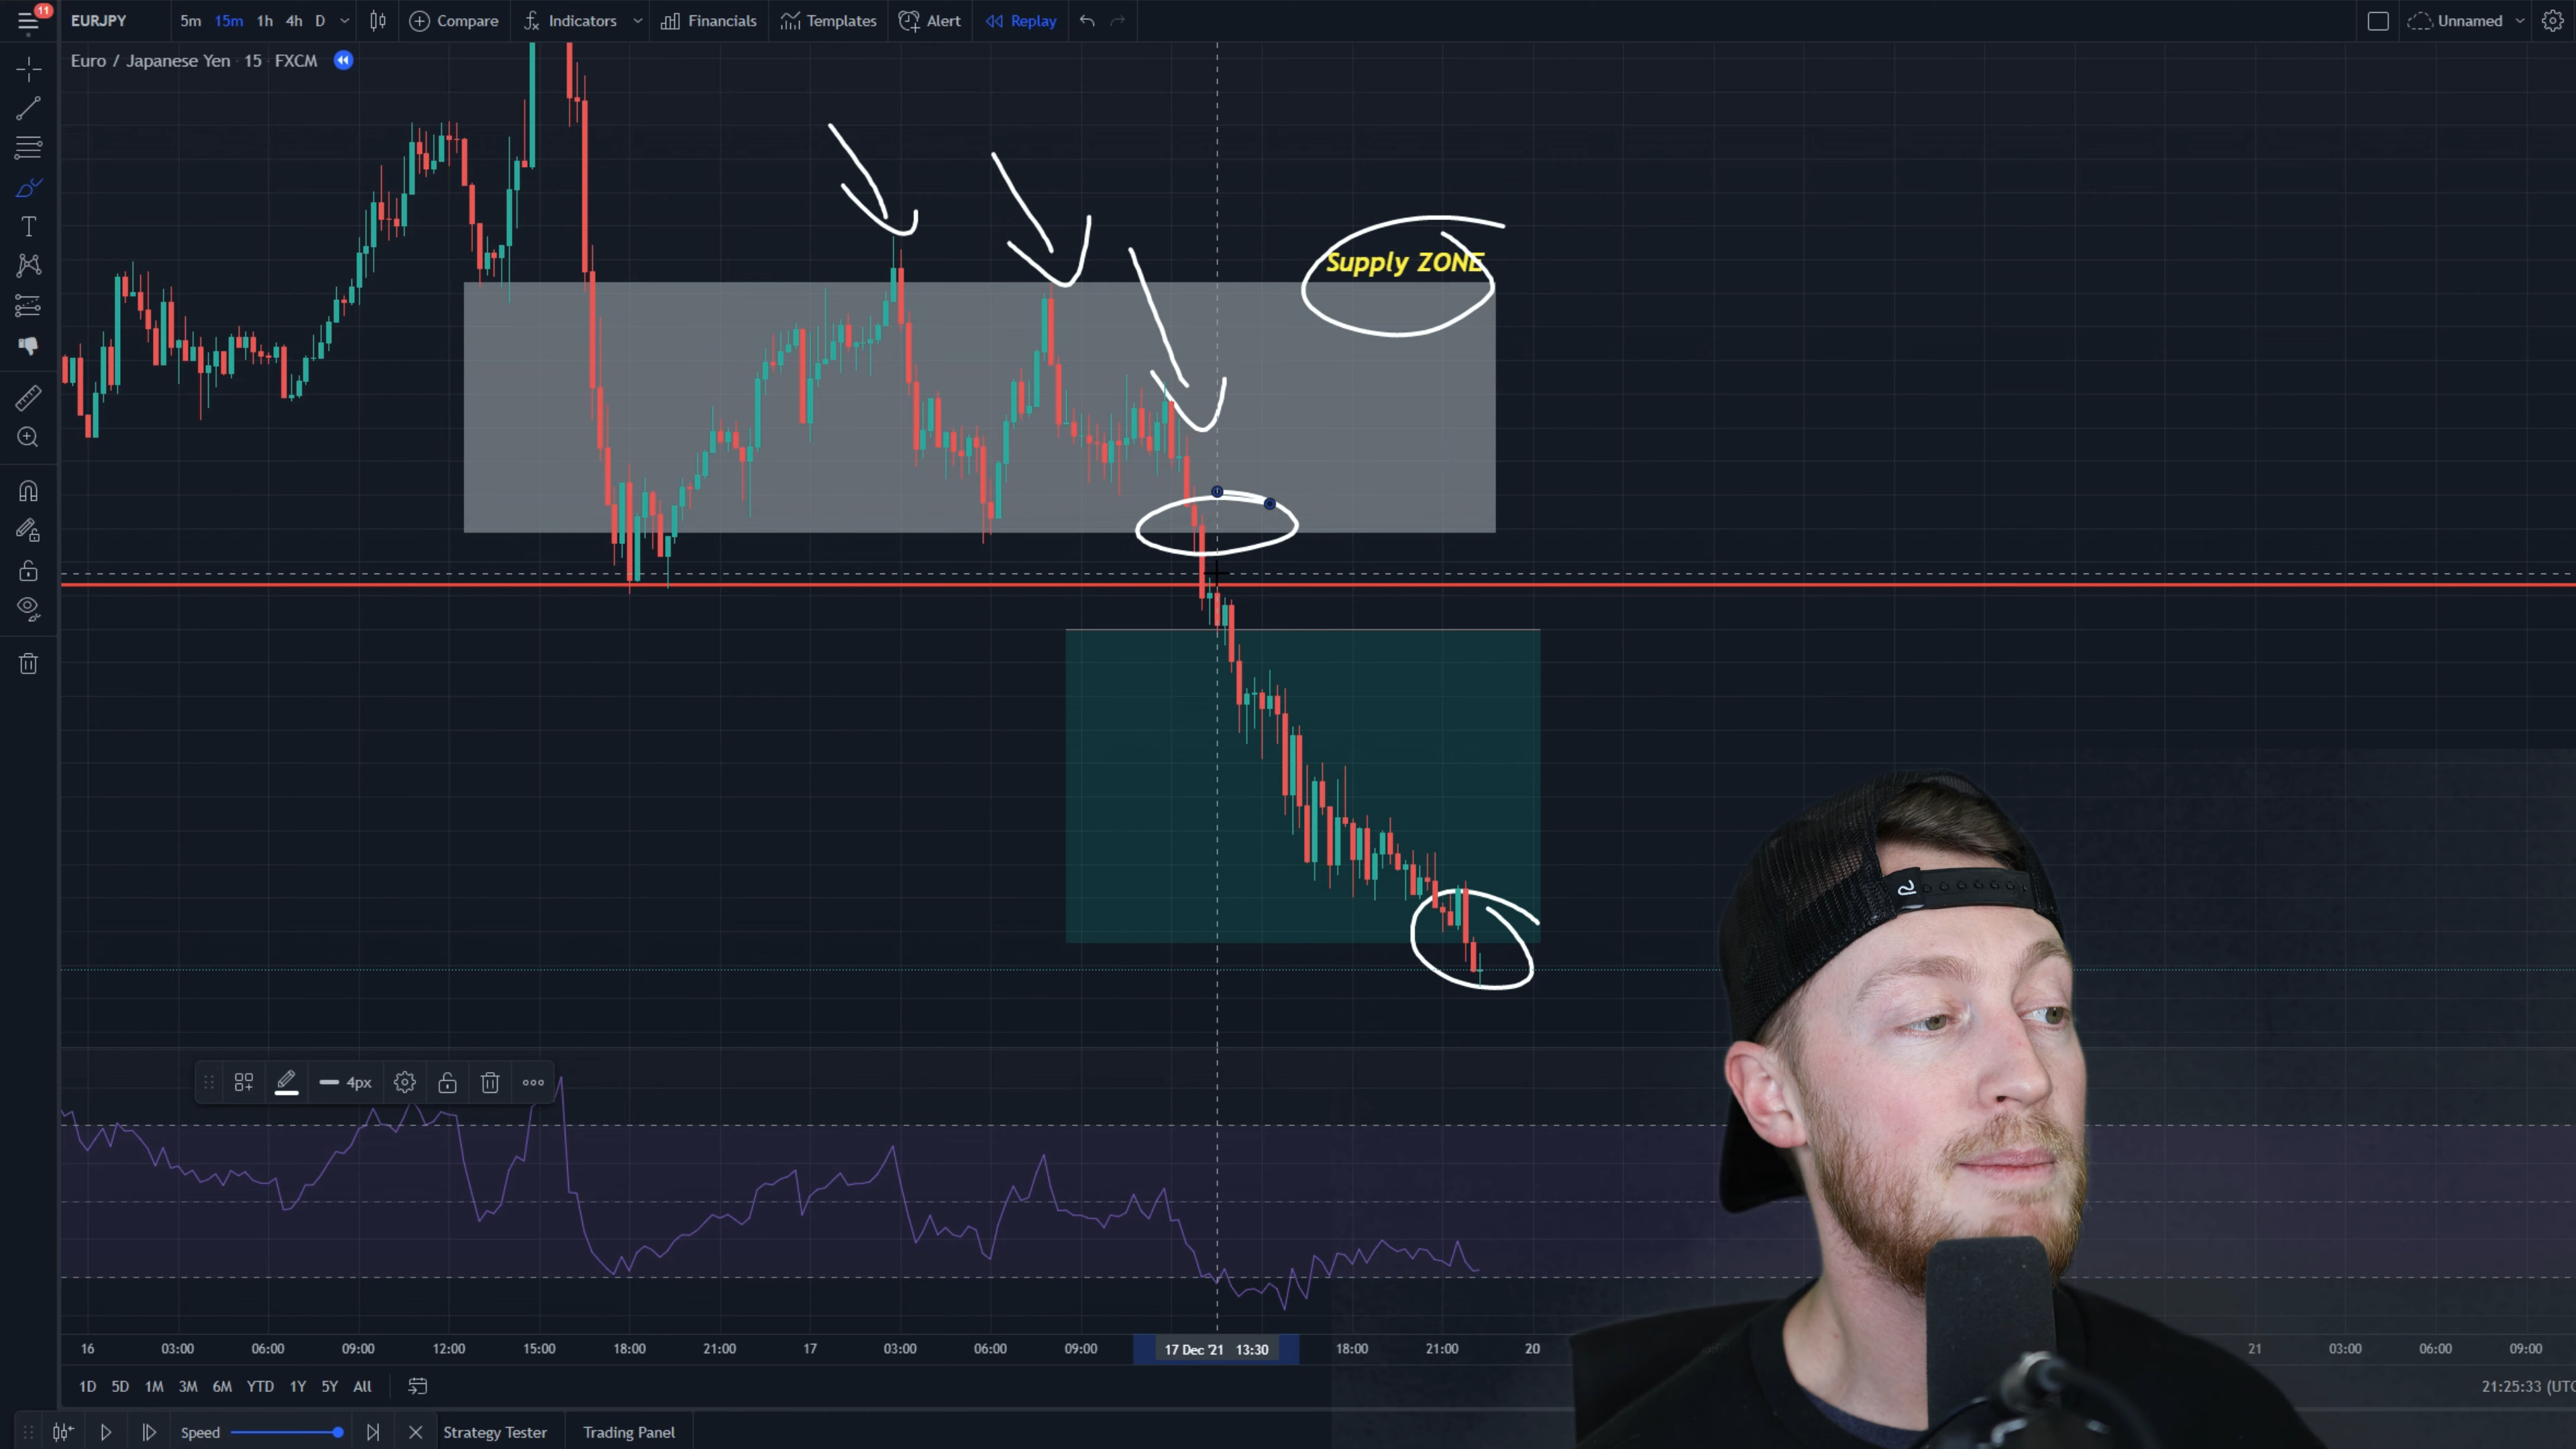 11
EURJPY 5m 15m 1h 4h D Compare Indicators Financials Templates Alert Replay Unnamed
Euro / Japanese Yen · 15 · FXCM
Supply ZONE
4px
16 03:00 06:00 09:00 12:00 15:00 18:00 21:00 17 03:00 06:00 09:00 17 Dec '21 13:30 18:00 21:00 20 21 03:00 06:00 09:00
1D 5D 1M 3M 6M YTD 1Y 5Y All 21:25:33 (UTC
Speed Strategy Tester Trading Panel